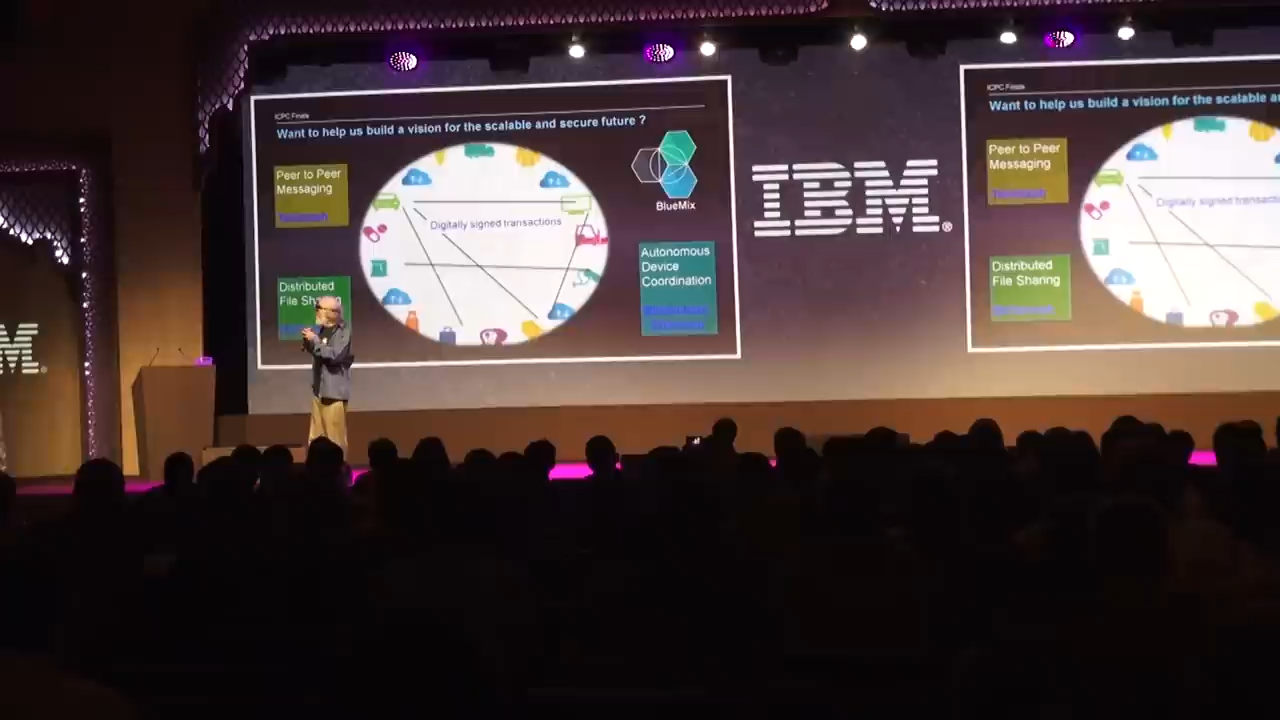 ICPC Finals
Want to help us build a vision for the scalable and secure future ?
Peer to Peer
Messaging
Telehash
Digitally signed transactions
BlueMix
Distributed
File Sharing
Autonomous
Device
Coordination
IBM®
ICPC Finals
Want to help us build a vision for the scalable a
Peer to Peer
Messaging
Telehash
Digitally signed transact
Distributed
File Sharing
M®